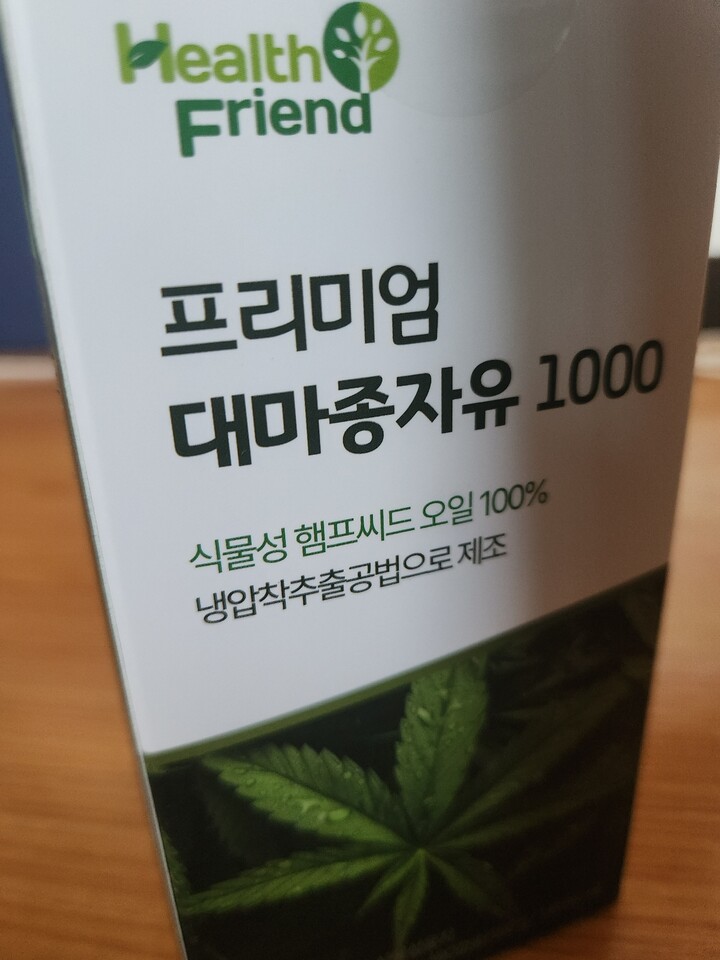 Health
Friend
프리미엄
대마종자유 1000
식물성 햄프씨드 오일 100%
냉압착추출공법으로 제조